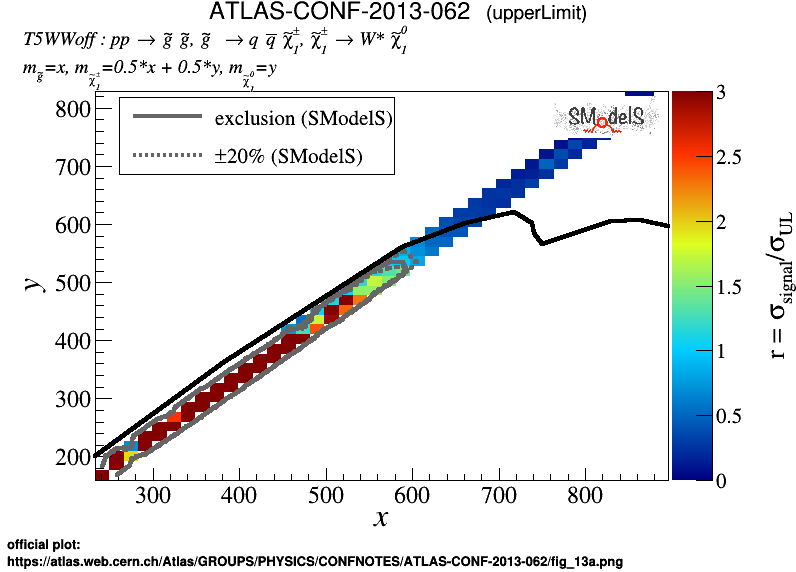 ATLAS-CONF-2013-062 (upperLimit)
T5WWoff : pp → g̃ g̃, g̃ → q q̅ χ̃₁±, χ̃₁± → W* χ̃₁⁰
m_g̃=x, m_χ̃₁±=0.5*x + 0.5*y, m_χ̃₁⁰=y
exclusion (SModelS)
±20% (SModelS)
SModelS
800
700
600
500
400
300
200
y
300 400 500 600 700 800
x
3
2.5
2
1.5
1
0.5
0
r = σ_signal/σ_UL
official plot:
https://atlas.web.cern.ch/Atlas/GROUPS/PHYSICS/CONFNOTES/ATLAS-CONF-2013-062/fig_13a.png